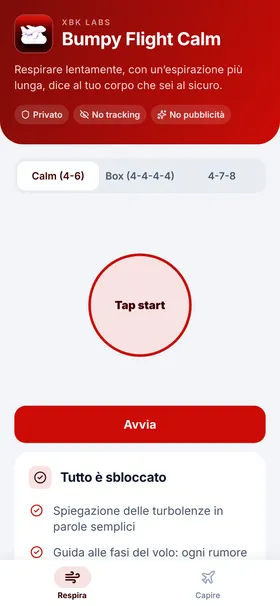 XBK LABS
Bumpy Flight Calm
Respirare lentamente, con un'espirazione più
lunga, dice al tuo corpo che sei al sicuro.
Privato
No tracking
No pubblicità
Calm (4-6)
Box (4-4-4-4)
4-7-8
Tap start
Avvia
Tutto è sbloccato
Spiegazione delle turbolenze in
parole semplici
Guida alle fasi del volo: ogni rumore
Respira
Capire